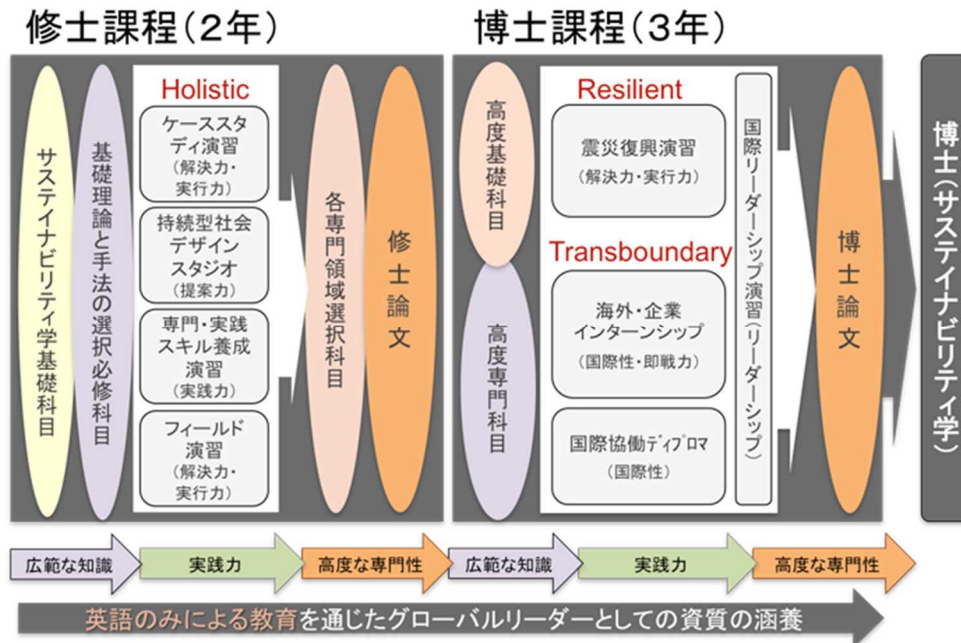 修士課程（2年）
サステイナビリティ学基礎科目
基礎理論と手法の選択必修科目
Holistic
ケーススタ
ディ演習
（解決力・
実行力）
持続型社会
デザイン
スタジオ
（提案力）
専門・実践
スキル養成
演習
（実践力）
フィールド
演習
（解決力・
実行力）
各専門領域選択科目
修士論文
博士課程（3年）
高度基礎科目
高度専門科目
Resilient
震災復興演習
（解決力・実行力）
Transboundary
海外・企業
インターンシップ
（国際性・即戦力）
国際協働ディプロマ
（国際性）
国際リーダーシップ演習（リーダーシップ）
博士論文
博士（サステイナビリティ学）
広範な知識
実践力
高度な専門性
広範な知識
実践力
高度な専門性
英語のみによる教育を通じたグローバルリーダーとしての資質の涵養